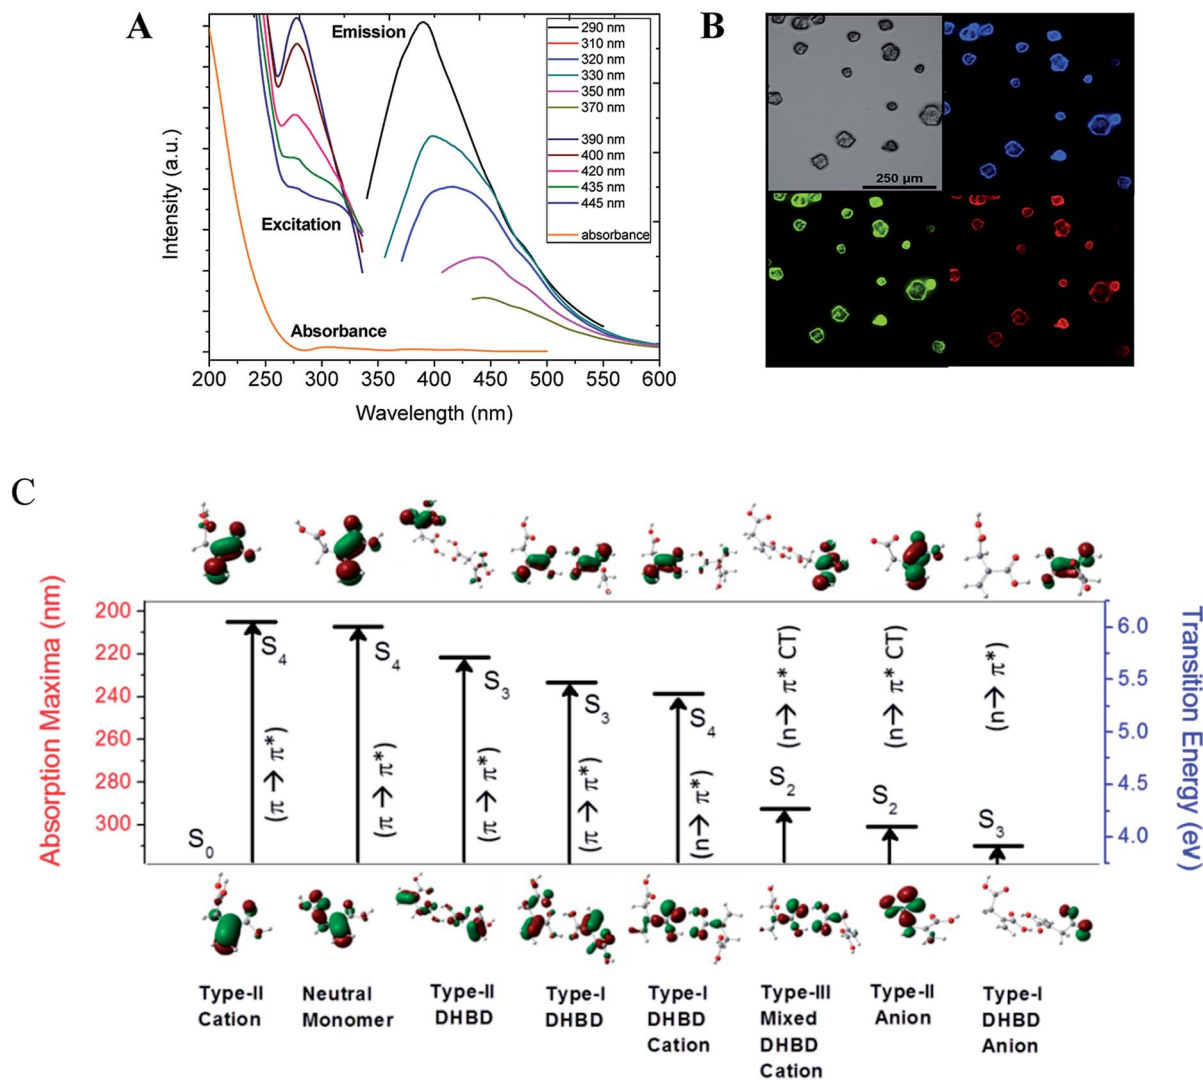 A
Intensity (a.u.)
Emission
Excitation
Absorbance
290 nm
310 nm
320 nm
330 nm
350 nm
370 nm
390 nm
400 nm
420 nm
435 nm
445 nm
absorbance
200 250 300 350 400 450 500 550 600
Wavelength (nm)
B
250 µm
C
Absorption Maxima (nm)
200
220
240
260
280
300
Transition Energy (eV)
6.0
5.5
5.0
4.5
4.0
S0
S4
(π → π*)
S4
(π → π*)
S3
(π → π*)
S3
(π → π*)
S4
(n → π*)
S2
(n → π* CT)
S2
(n → π* CT)
S3
(n → π*)
Type-II
Cation
Neutral
Monomer
Type-II
DHBD
Type-I
DHBD
Type-I
DHBD
Cation
Type-III
Mixed
DHBD
Cation
Type-II
Anion
Type-I
DHBD
Anion